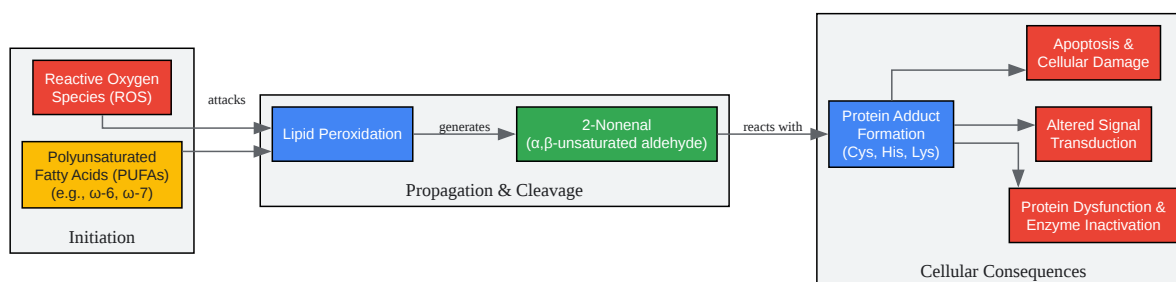 Reactive Oxygen
Species (ROS)
Polyunsaturated
Fatty Acids (PUFAs)
(e.g., ω-6, ω-7)
Initiation
attacks
Lipid Peroxidation
generates
2-Nonenal
(α,β-unsaturated aldehyde)
Propagation & Cleavage
reacts with
Protein Adduct
Formation
(Cys, His, Lys)
Apoptosis &
Cellular Damage
Altered Signal
Transduction
Protein Dysfunction &
Enzyme Inactivation
Cellular Consequences